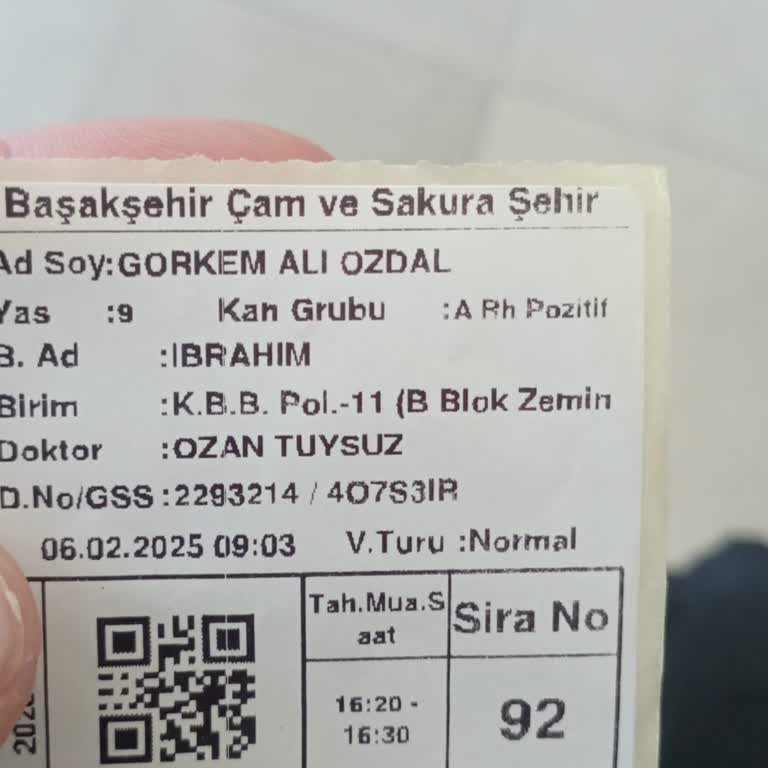 Başakşehir Çam ve Sakura Şehir
Ad Soy:GORKEM ALI OZDAL
Yas :9 Kan Grubu :A Rh Pozitif
B. Ad :IBRAHIM
Birim :K.B.B. Pol.-11 (B Blok Zemin
Doktor :OZAN TUYSUZ
D.No/GSS :2293214 / 4O7S3IR
06.02.2025 09:03 V.Turu :Normal
Tah.Mua.S
aat
Sira No
16:20 -
16:30
92